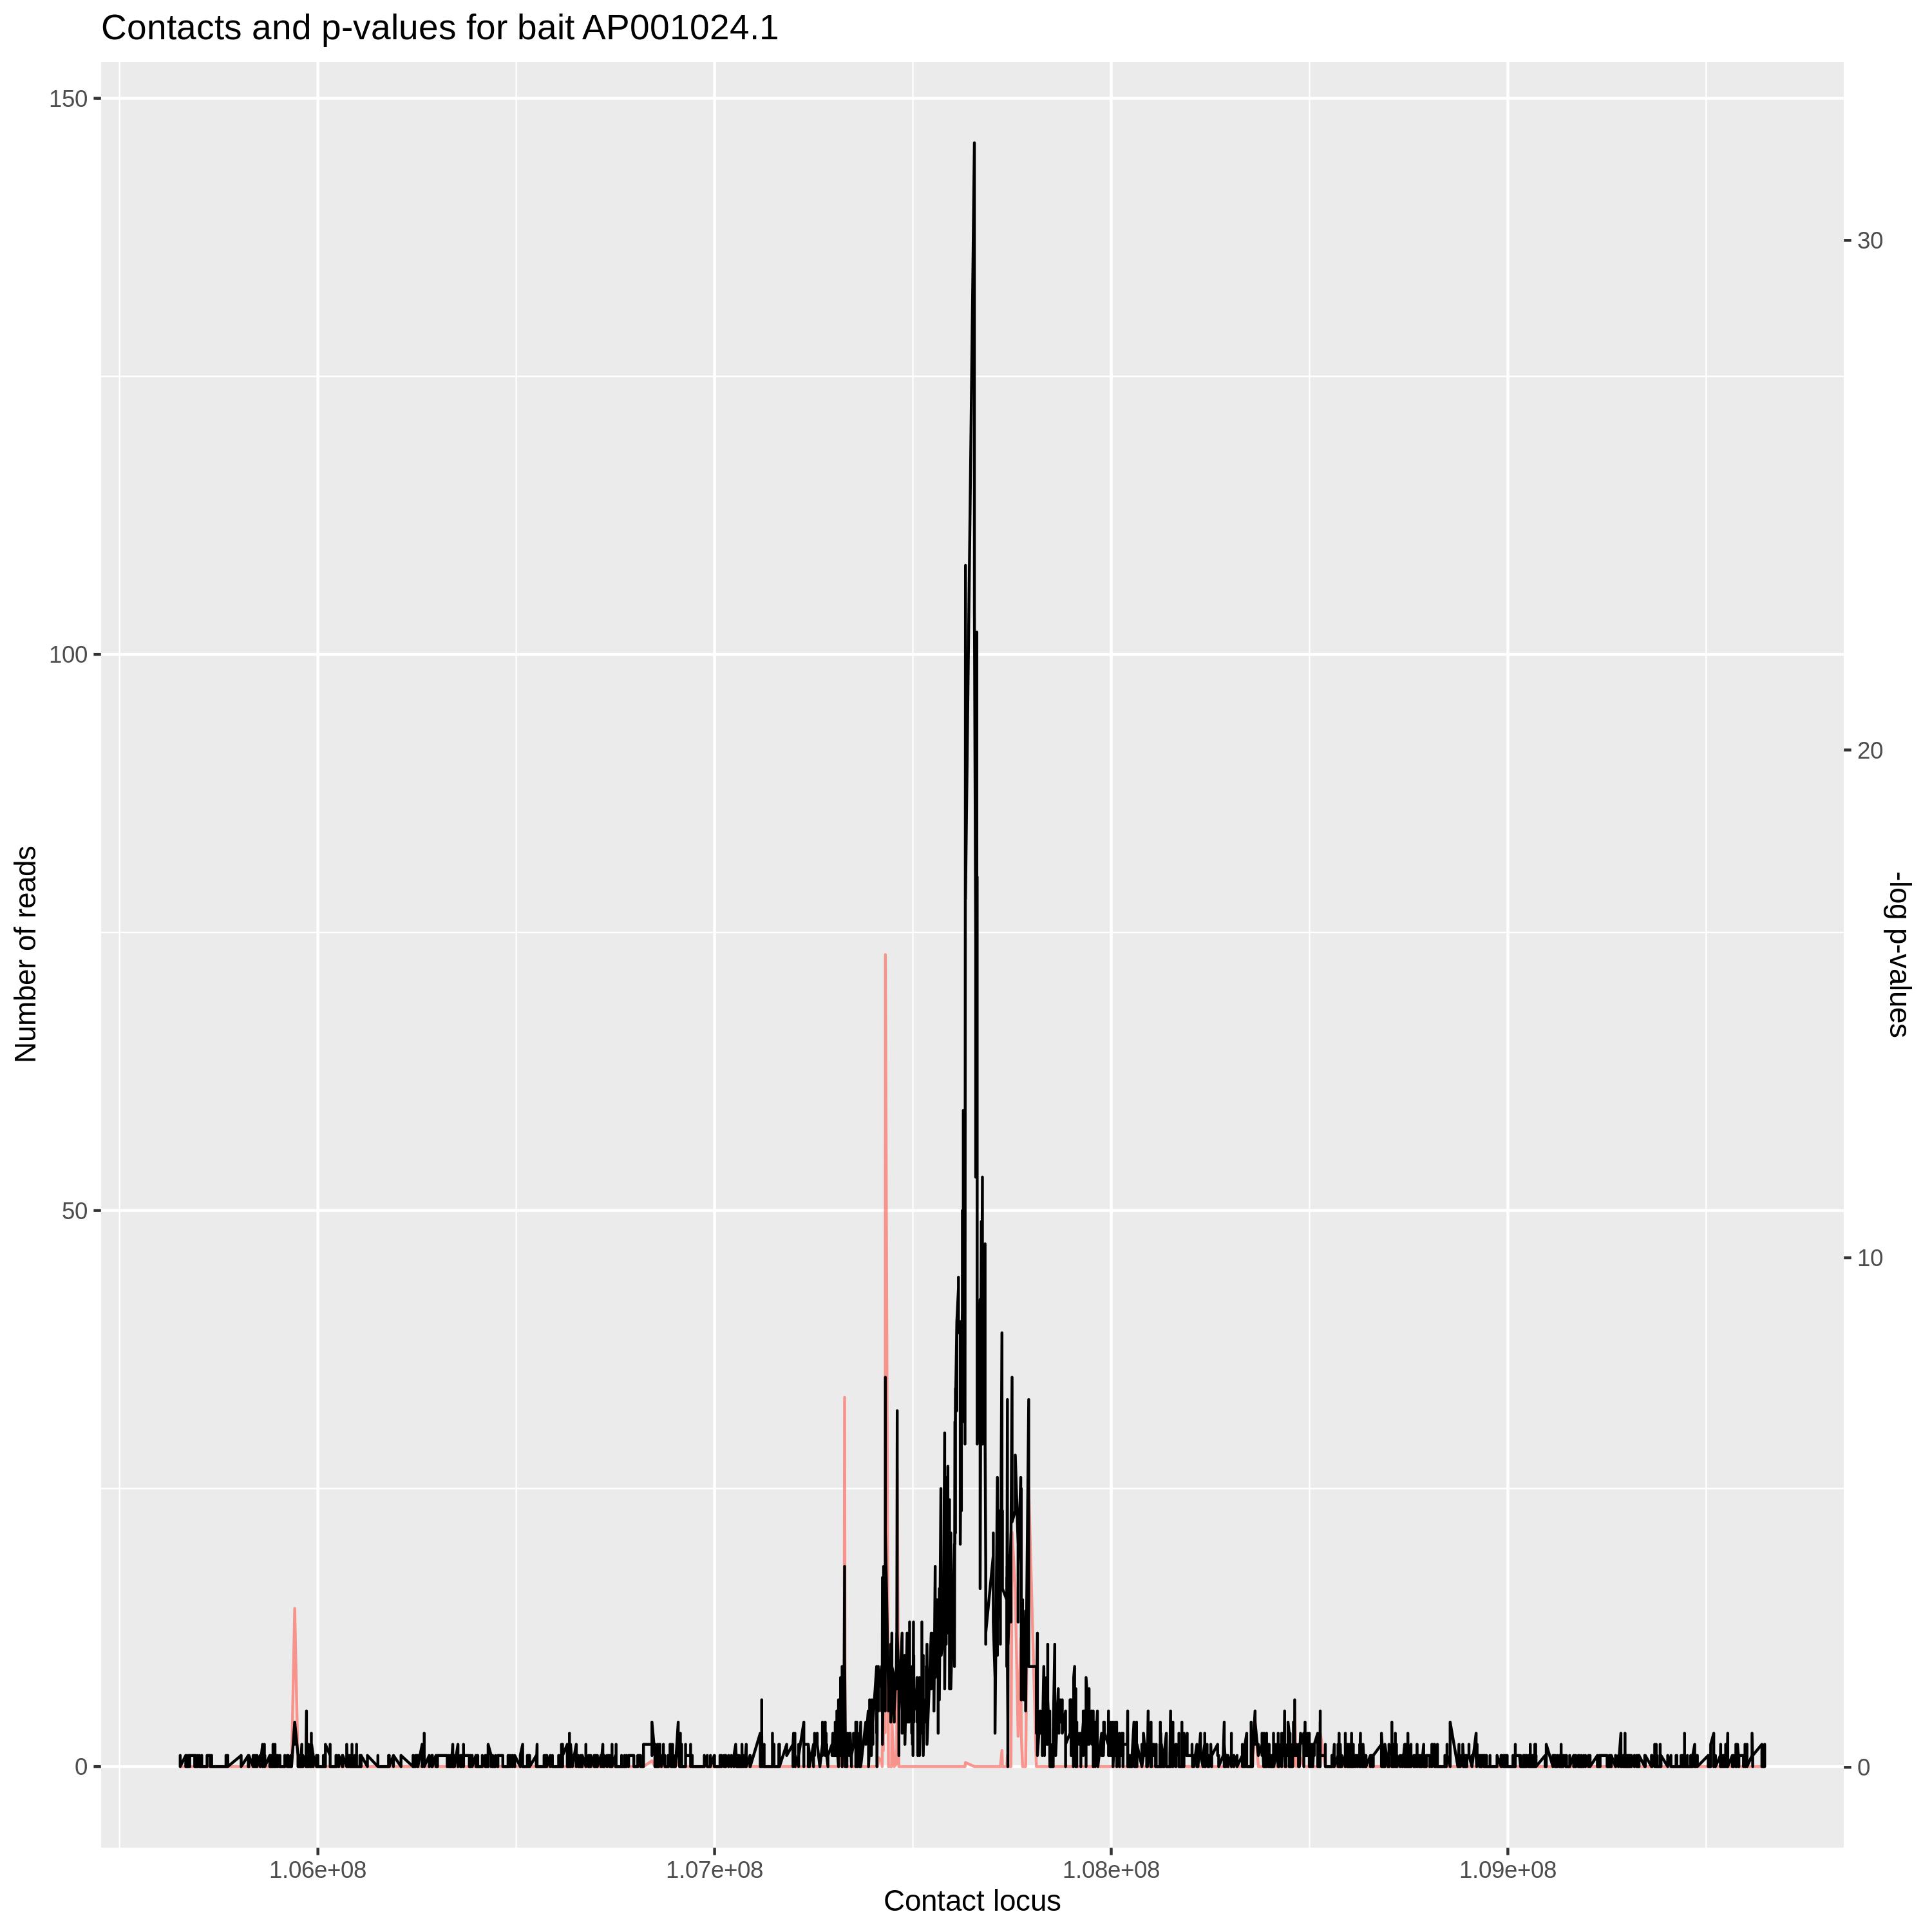 Contacts and p-values for bait AP001024.1
150
100
50
0
30
20
10
0
Number of reads
-log p-values
1.06e+08
1.07e+08
1.08e+08
1.09e+08
Contact locus